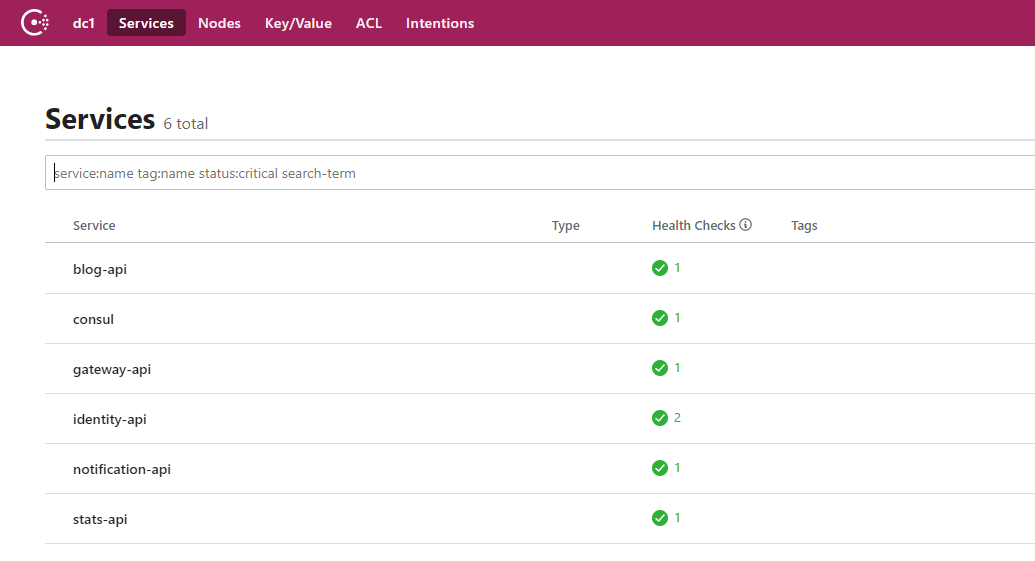 dc1 Services Nodes Key/Value ACL Intentions
Services 6 total
service:name tag:name status:critical search-term
Service Type Health Checks Tags
blog-api 1
consul 1
gateway-api 1
identity-api 2
notification-api 1
stats-api 1